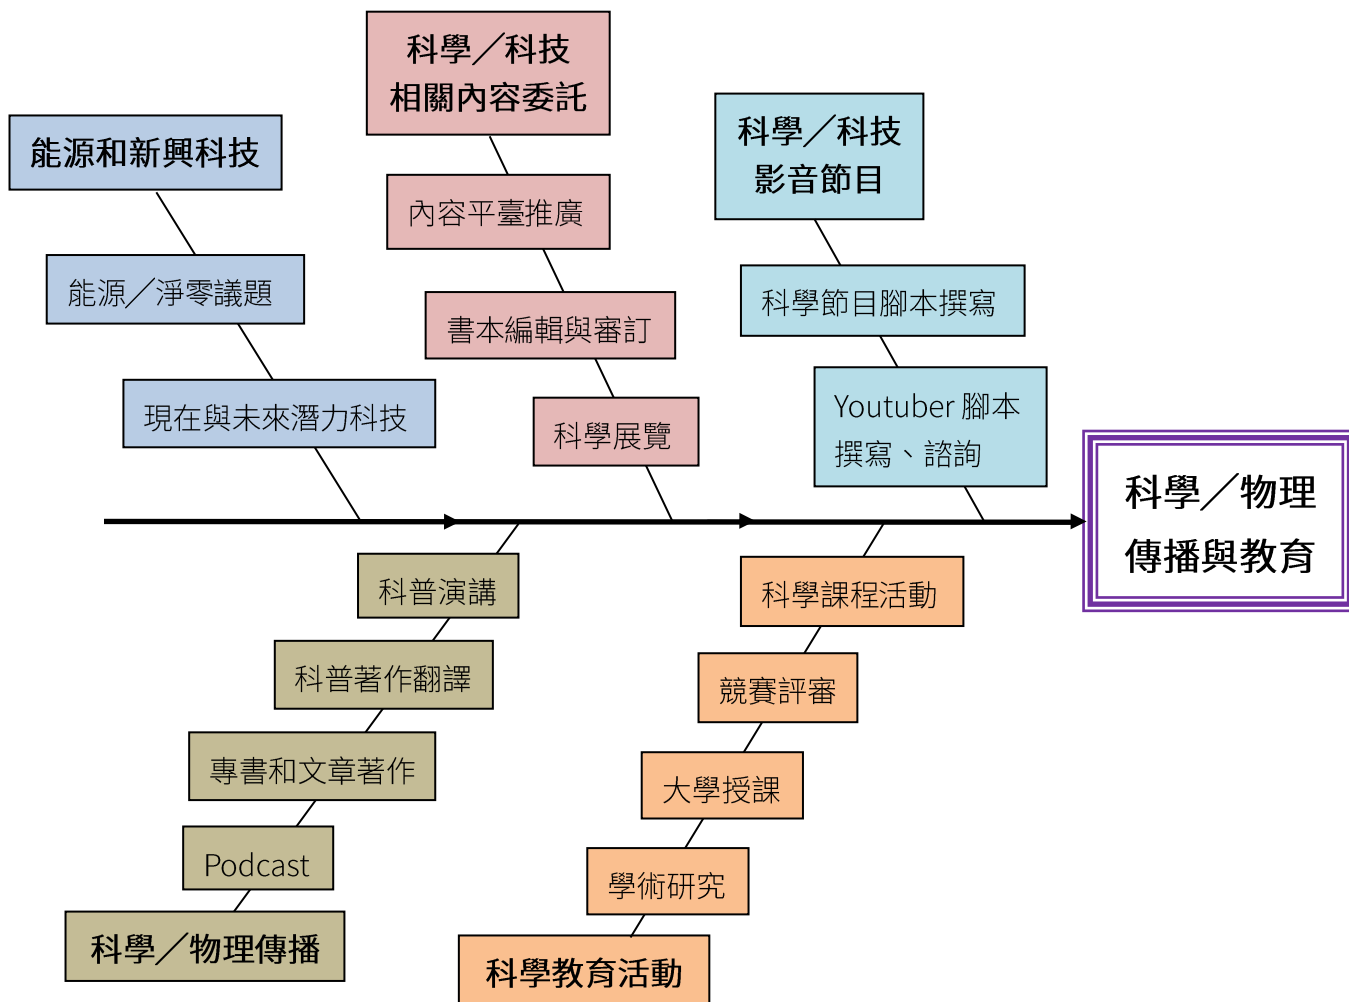 科學／科技
相關內容委託
能源和新興科技
科學／科技
影音節目
內容平臺推廣
能源／淨零議題
科學節目腳本撰寫
書本編輯與審訂
現在與未來潛力科技
科學展覽
Youtuber 腳本
撰寫、諮詢
科學／物理
傳播與教育
科普演講
科學課程活動
科普著作翻譯
競賽評審
專書和文章著作
大學授課
Podcast
學術研究
科學／物理傳播
科學教育活動